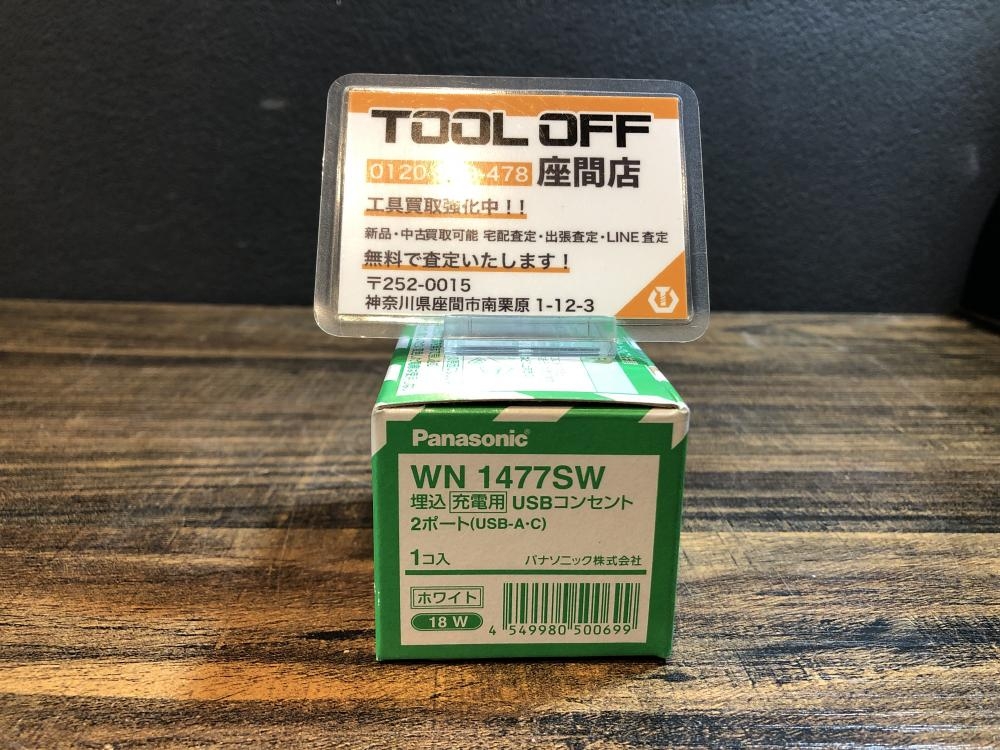 TOOL OFF
0120- -478 座間店
工具買取強化中!!
新品・中古買取可能 宅配査定・出張査定・LINE査定
無料で査定いたします!
〒252-0015
神奈川県座間市南栗原 1-12-3
Panasonic
WN 1477SW
埋込 充電用 USBコンセント
2ポート(USB-A・C)
1コ入 パナソニック株式会社
ホワイト
18 W
4 549980 500699